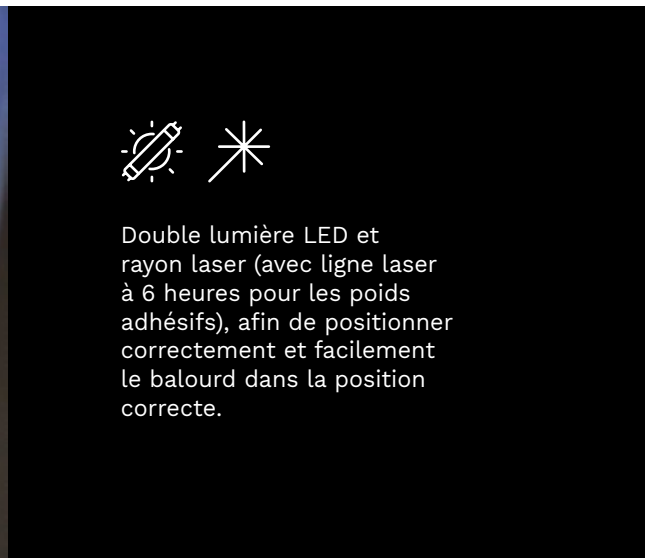 Double lumière LED et
rayon laser (avec ligne laser
à 6 heures pour les poids
adhésifs), afin de positionner
correctement et facilement
le balourd dans la position
correcte.